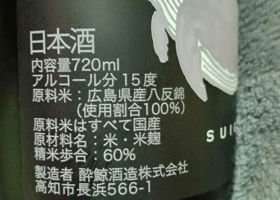 日本酒
内容量720ml
アルコール分15度
原料米：広島県産八反錦
(使用割合100%)
原料米はすべて国産
原材料名：米・米麹
精米歩合：60%
製造者 酔鯨酒造株式会社
高知市長浜566-1
SUI